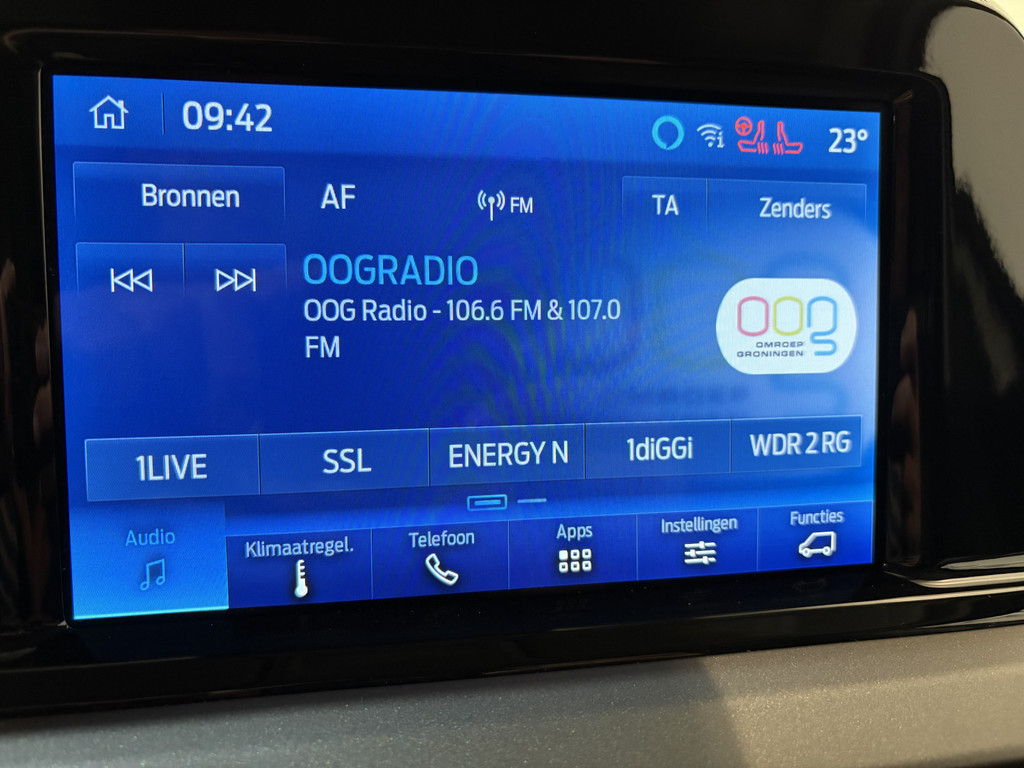 09:42
23°
Bronnen
AF
FM
TA
Zenders
OOGRADIO
OOG Radio - 106.6 FM & 107.0
FM
OOG
OMROEP
GRONINGEN
1LIVE
SSL
ENERGY N
1diGGi
WDR 2 RG
Audio
Klimaatregel.
Telefoon
Apps
Instellingen
Functies